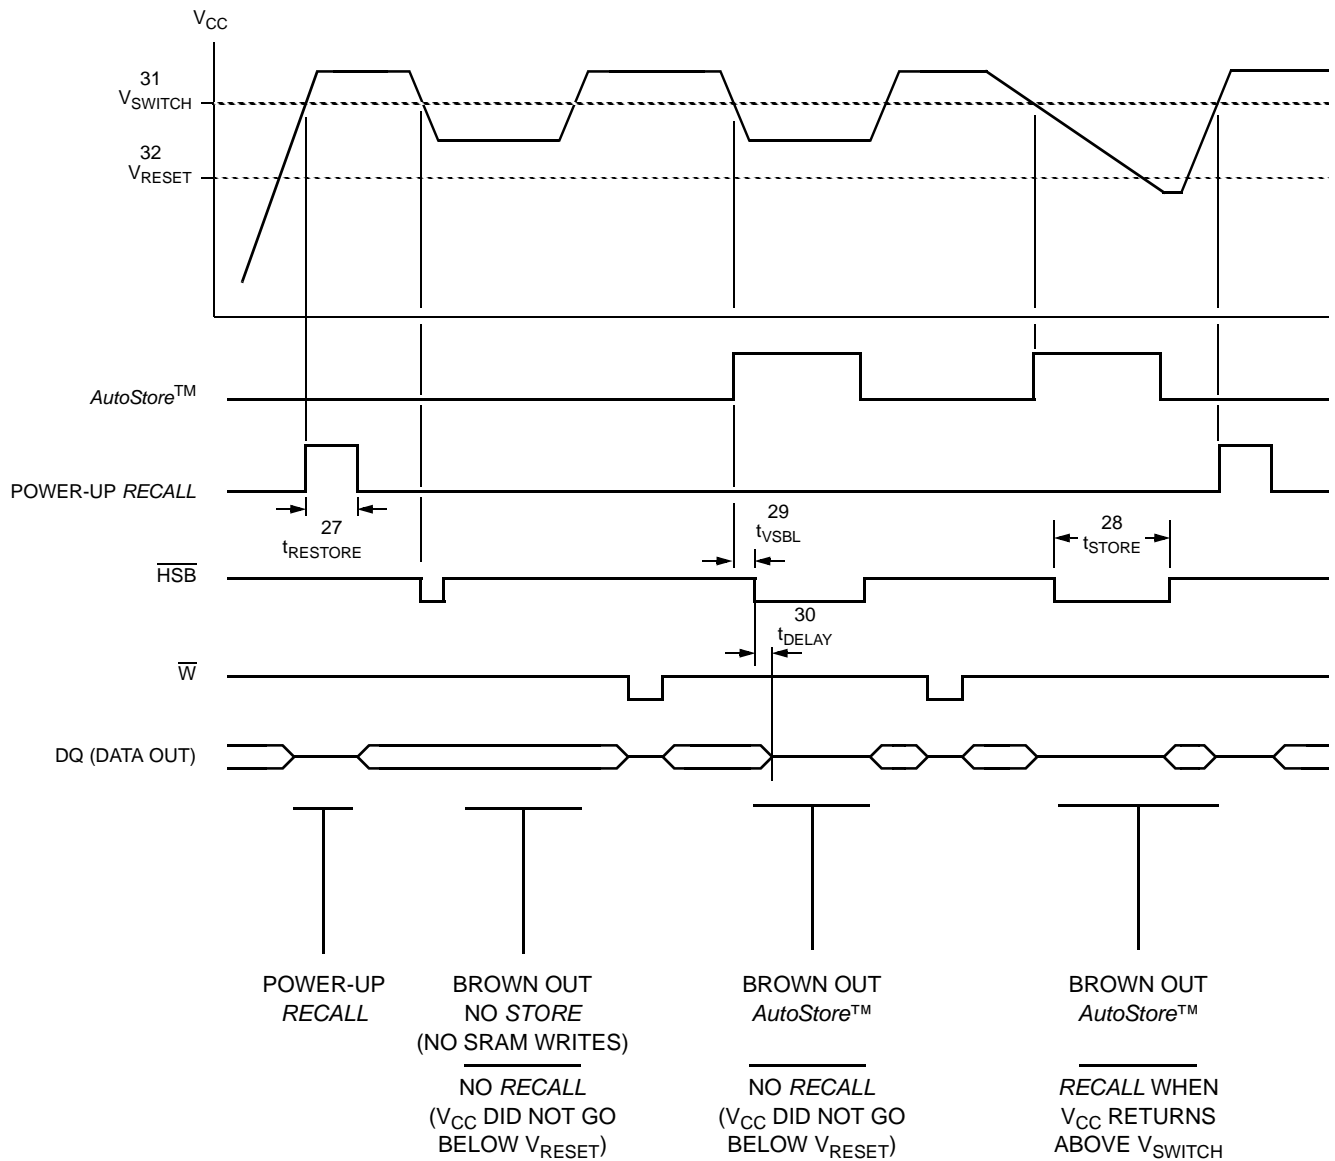 VCC
31
VSWITCH
32
VRESET
AutoStore™
POWER-UP RECALL
27
tRESTORE
29
tVSBL
28
tSTORE
HSB
30
tDELAY
W
DQ (DATA OUT)
POWER-UP
RECALL
BROWN OUT
NO STORE
(NO SRAM WRITES)
NO RECALL
(VCC DID NOT GO
BELOW VRESET)
BROWN OUT
AutoStore™
NO RECALL
(VCC DID NOT GO
BELOW VRESET)
BROWN OUT
AutoStore™
RECALL WHEN
VCC RETURNS
ABOVE VSWITCH